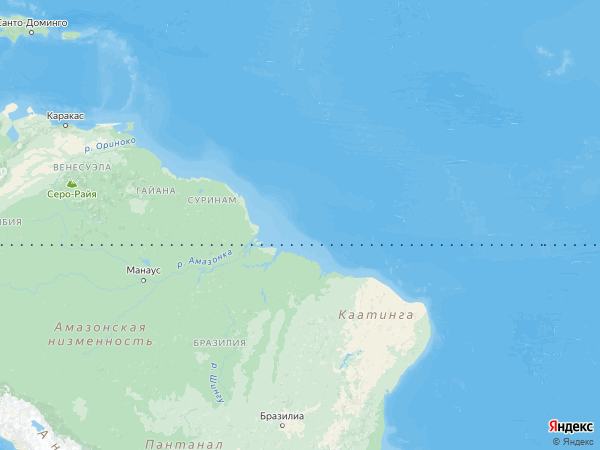 Санто-Доминго
Каракас
р. Ориноко
ВЕНЕСУЭЛА
Серо-Райя
ГАЙАНА
СУРИНАМ
р. Амазонка
Манаус
Каатинга
Амазонская
низменность
БРАЗИЛИЯ
р. Шингу
Бразилиа
Пантанал
Яндекс
© Яндекс